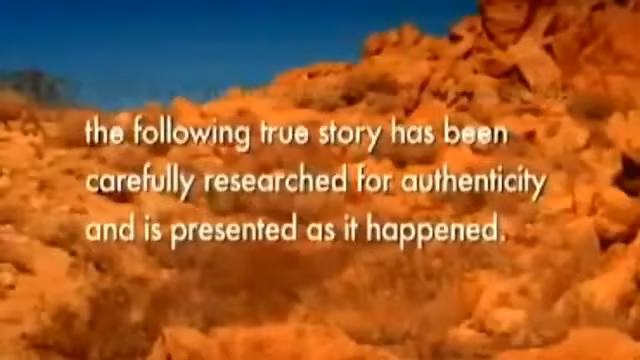 the following true story has been
carefully researched for authenticity
and is presented as it happened.